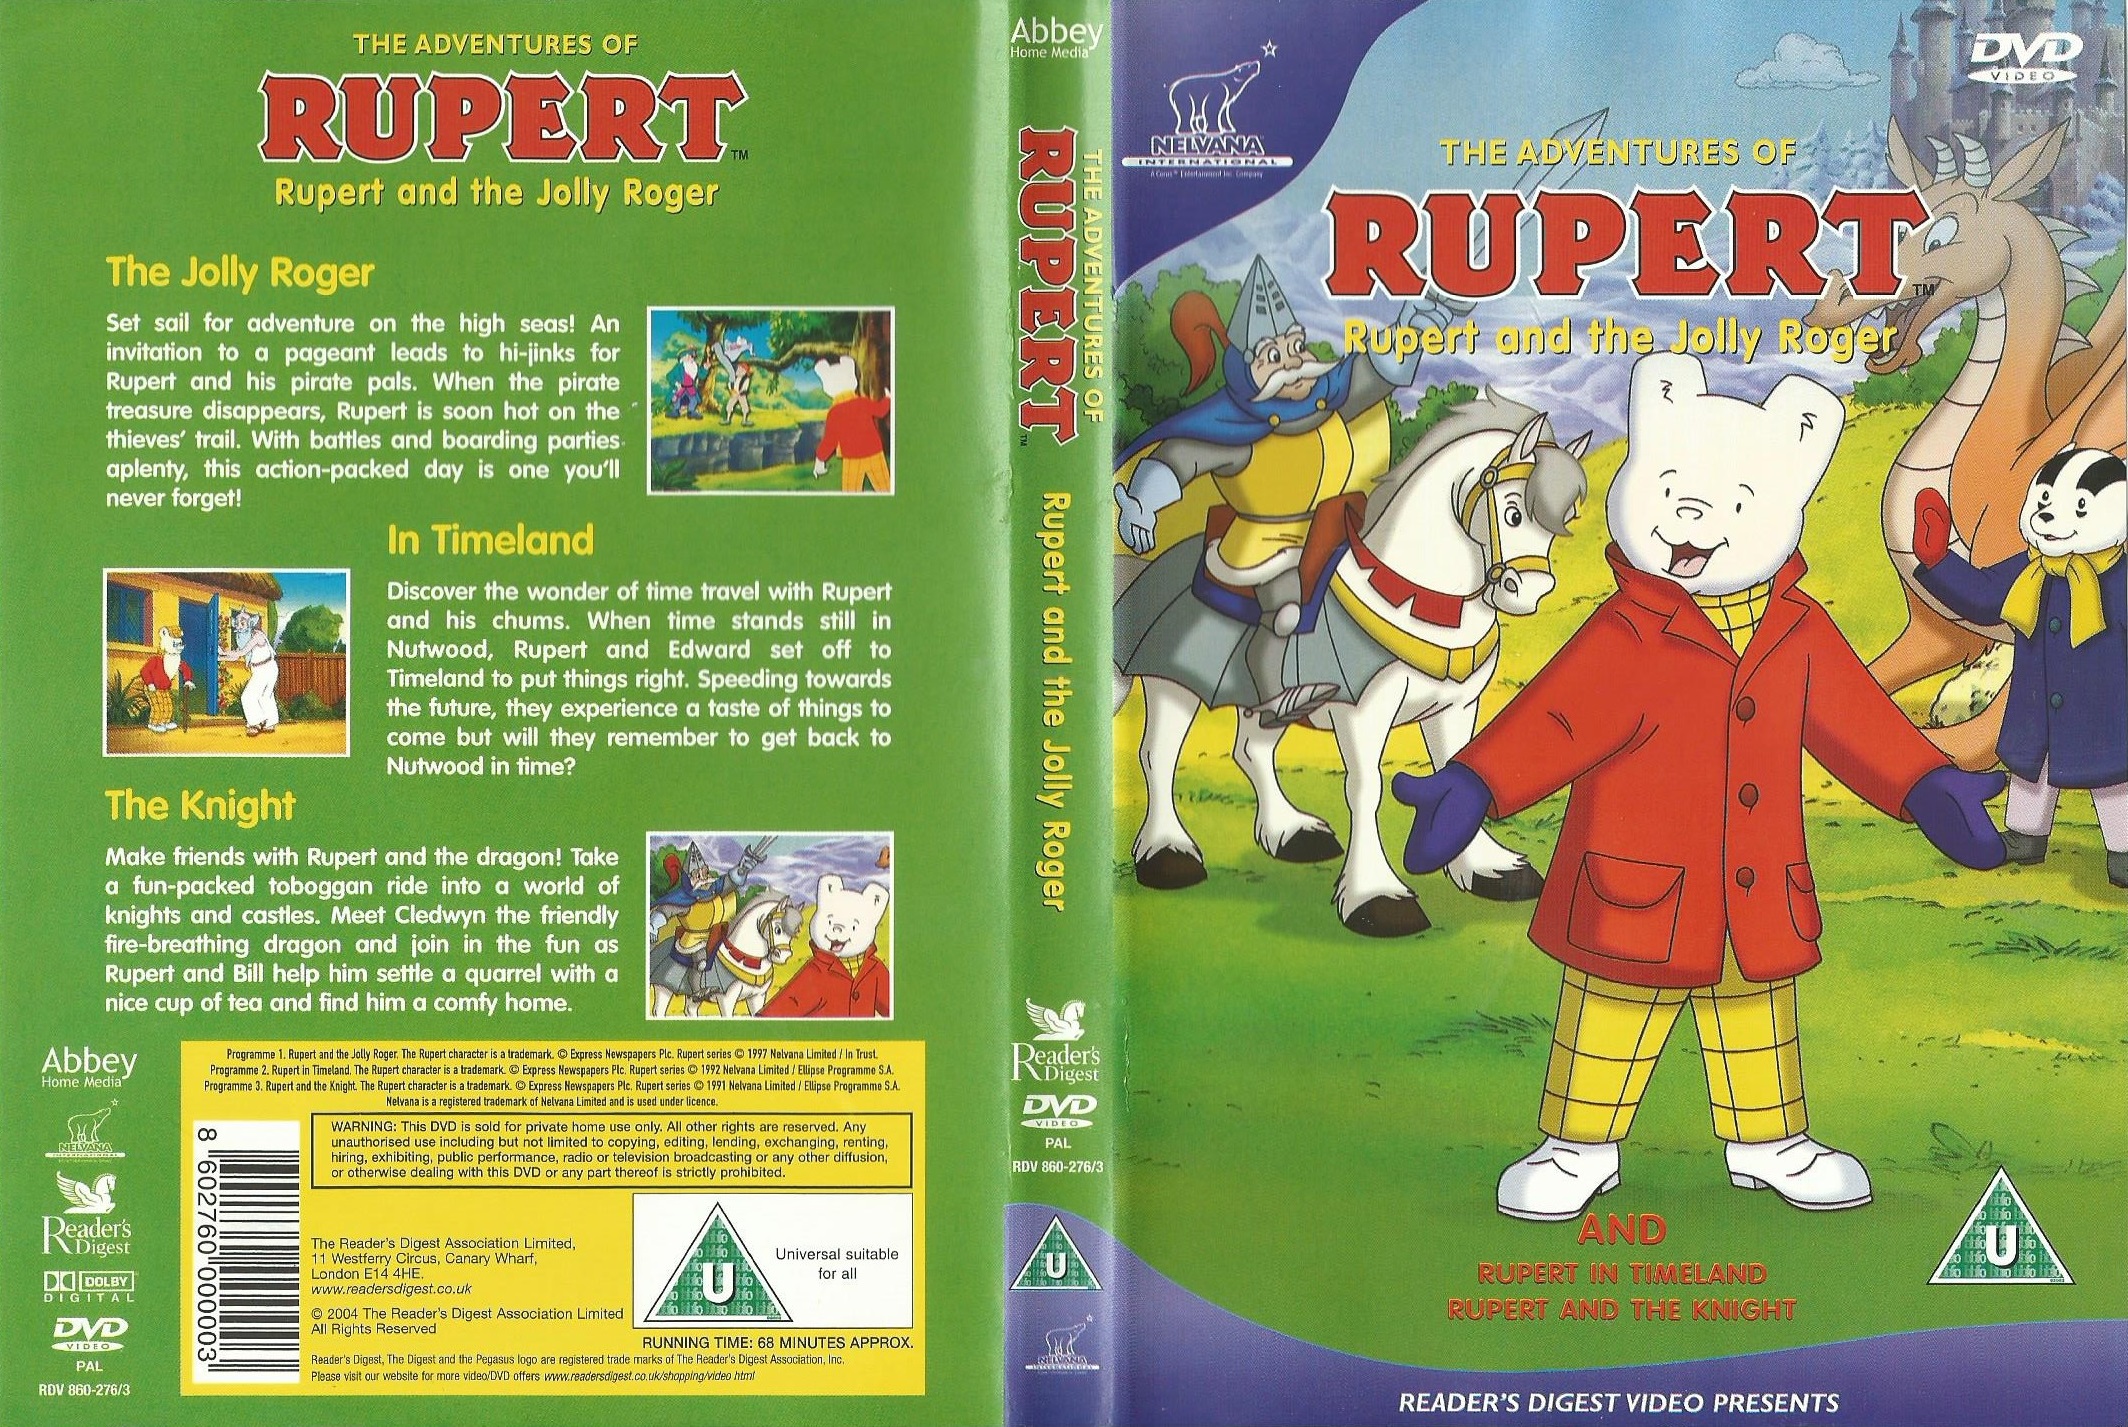 THE ADVENTURES OF
RUPERT™
Rupert and the Jolly Roger
The Jolly Roger
Set sail for adventure on the high seas! An
invitation to a pageant leads to hi-jinks for
Rupert and his pirate pals. When the pirate
treasure disappears, Rupert is soon hot on the
thieves' trail. With battles and boarding parties
aplenty, this action-packed day is one you'll
never forget!
In Timeland
Discover the wonder of time travel with Rupert
and his chums. When time stands still in
Nutwood, Rupert and Edward set off to
Timeland to put things right. Speeding towards
the future, they experience a taste of things to
come but will they remember to get back to
Nutwood in time?
The Knight
Make friends with Rupert and the dragon! Take
a fun-packed toboggan ride into a world of
knights and castles. Meet Cledwyn the friendly
fire-breathing dragon and join in the fun as
Rupert and Bill help him settle a quarrel with a
nice cup of tea and find him a comfy home.
Abbey
Home Media
NELVANA
INTERNATIONAL
Reader's
Digest
DOLBY
DIGITAL
DVD
VIDEO
PAL
RDV 860-276/3
Programme 1. Rupert and the Jolly Roger. The Rupert character is a trademark. © Express Newspapers Plc. Rupert series © 1997 Nelvana Limited / In Trust.
Programme 2. Rupert in Timeland. The Rupert character is a trademark. © Express Newspapers Plc. Rupert series © 1992 Nelvana Limited / Ellipse Programme S.A.
Programme 3. Rupert and the Knight. The Rupert character is a trademark. © Express Newspapers Plc. Rupert series © 1991 Nelvana Limited / Ellipse Programme S.A.
Nelvana is a registered trademark of Nelvana Limited and is used under licence.
WARNING: This DVD is sold for private home use only. All other rights are reserved. Any
unauthorised use including but not limited to copying, editing, lending, exchanging, renting,
hiring, exhibiting, public performance, radio or television broadcasting or any other diffusion,
or otherwise dealing with this DVD or any part thereof is strictly prohibited.
8 602760 000003
The Reader's Digest Association Limited,
11 Westferry Circus, Canary Wharf,
London E14 4HE.
www.readersdigest.co.uk
© 2004 The Reader's Digest Association Limited
All Rights Reserved
U
Universal suitable
for all
RUNNING TIME: 68 MINUTES APPROX.
Reader's Digest, The Digest and the Pegasus logo are registered trade marks of The Reader's Digest Association, Inc.
Please visit our website for more video/DVD offers www.readersdigest.co.uk/shopping/video html
Abbey
Home Media
THE ADVENTURES OF
RUPERT™
Rupert and the Jolly Roger
Reader's
Digest
DVD
VIDEO
PAL
RDV 860-276/3
U
NELVANA
INTERNATIONAL
NELVANA™
INTERNATIONAL
A Corus® Entertainment Inc. Company
DVD
VIDEO
THE ADVENTURES OF
RUPERT™
Rupert and the Jolly Roger
AND
RUPERT IN TIMELAND
RUPERT AND THE KNIGHT
U
READER'S DIGEST VIDEO PRESENTS